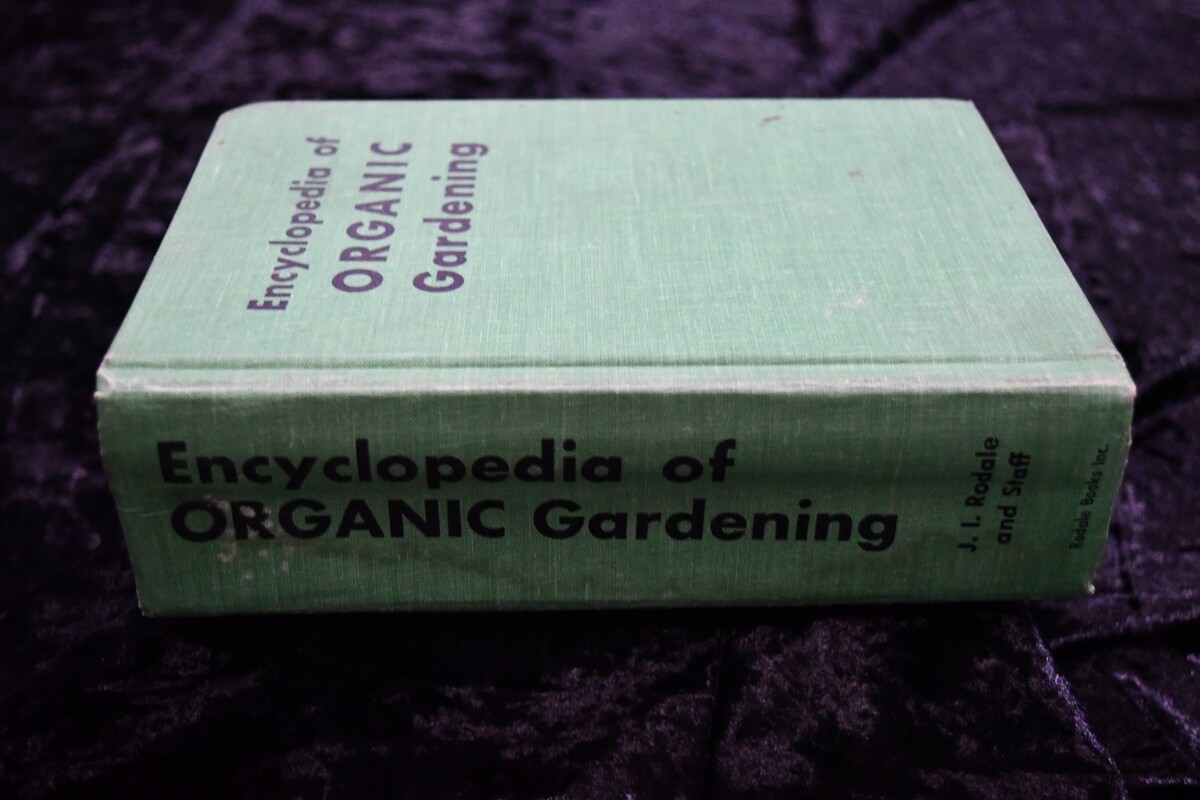 Encyclopedia of
ORGANIC
Gardening
Encyclopedia of
ORGANIC Gardening
J. I. Rodale
and Staff
Rodale Books Inc.